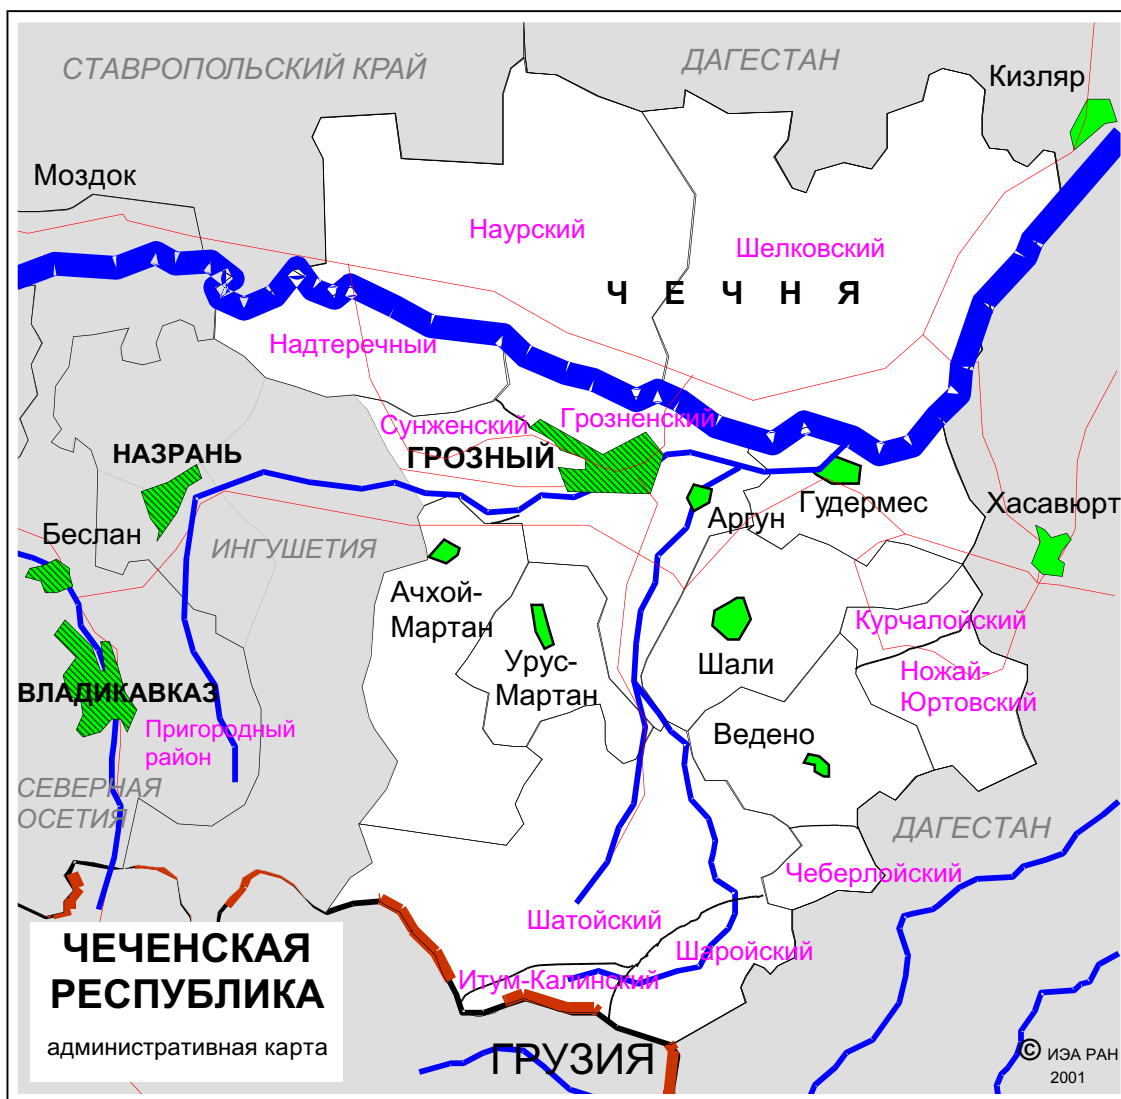 СТАВРОПОЛЬСКИЙ КРАЙ
ДАГЕСТАН
Кизляр
Моздок
Наурский
Шелковский
Ч Е Ч Н Я
Надтеречный
Сунженский
Грозненский
НАЗРАНЬ
ГРОЗНЫЙ
Аргун
Гудермес
Хасавюрт
Беслан
ИНГУШЕТИЯ
Ачхой-
Мартан
Урус-
Мартан
Шали
Курчалойский
Ножай-
Юртовский
ВЛАДИКАВКАЗ
Пригородный
район
Ведено
СЕВЕРНАЯ
ОСЕТИЯ
ДАГЕСТАН
Чеберлойский
Шатойский
Шаройский
Итум-Калинский
ЧЕЧЕНСКАЯ
РЕСПУБЛИКА
административная карта
ГРУЗИЯ
© ИЭА РАН
2001